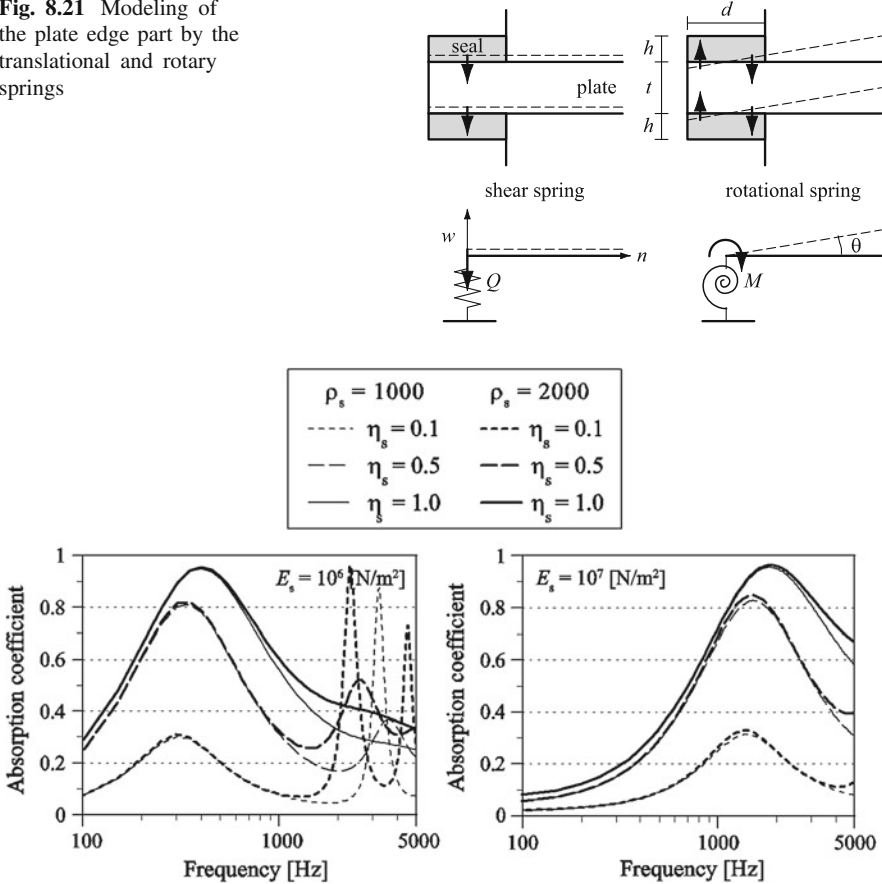 Fig. 8.21 Modeling of
the plate edge part by the
translational and rotary
springs
seal
plate
d
h
t
h
shear spring
rotational spring
w
n
Q
θ
M
ρₛ = 1000 ρₛ = 2000
ηₛ = 0.1 ηₛ = 0.1
ηₛ = 0.5 ηₛ = 0.5
ηₛ = 1.0 ηₛ = 1.0
Absorption coefficient
1
0.8
0.6
0.4
0.2
0
Eₛ = 10⁶ [N/m²]
100 1000 5000
Frequency [Hz]
Absorption coefficient
1
0.8
0.6
0.4
0.2
0
Eₛ = 10⁷ [N/m²]
100 1000 5000
Frequency [Hz]